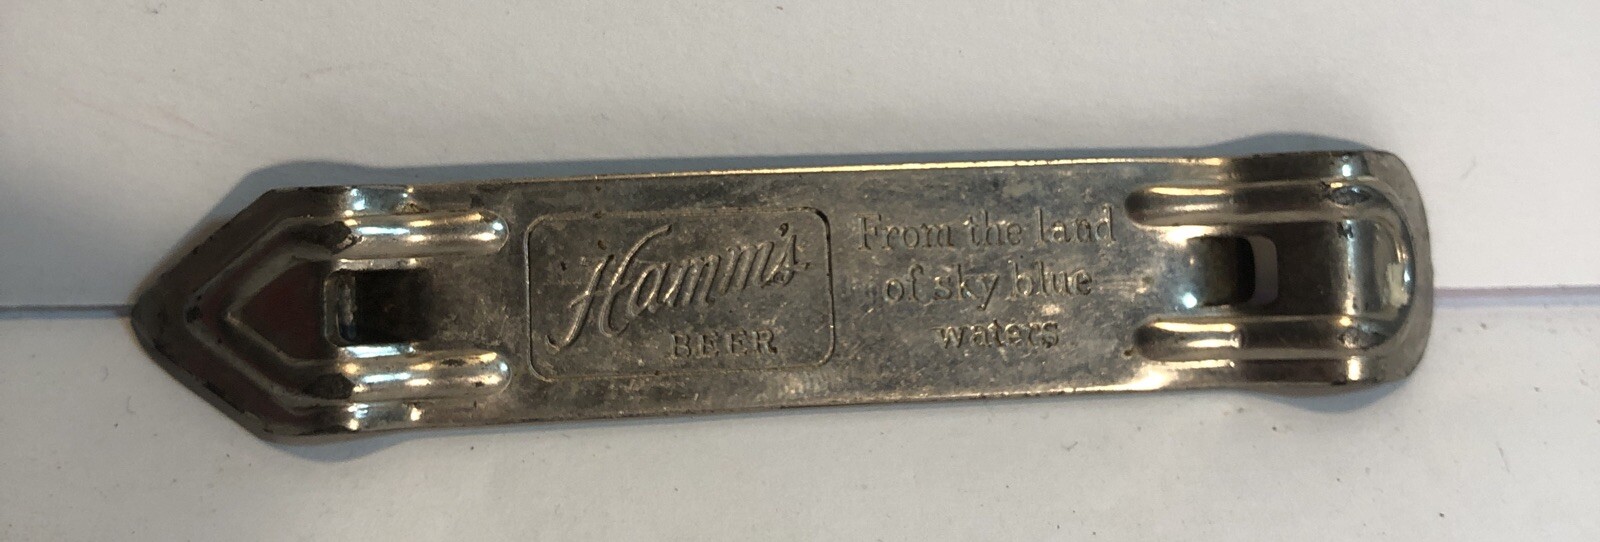 Hamm's
BEER
From the land
of sky blue
waters